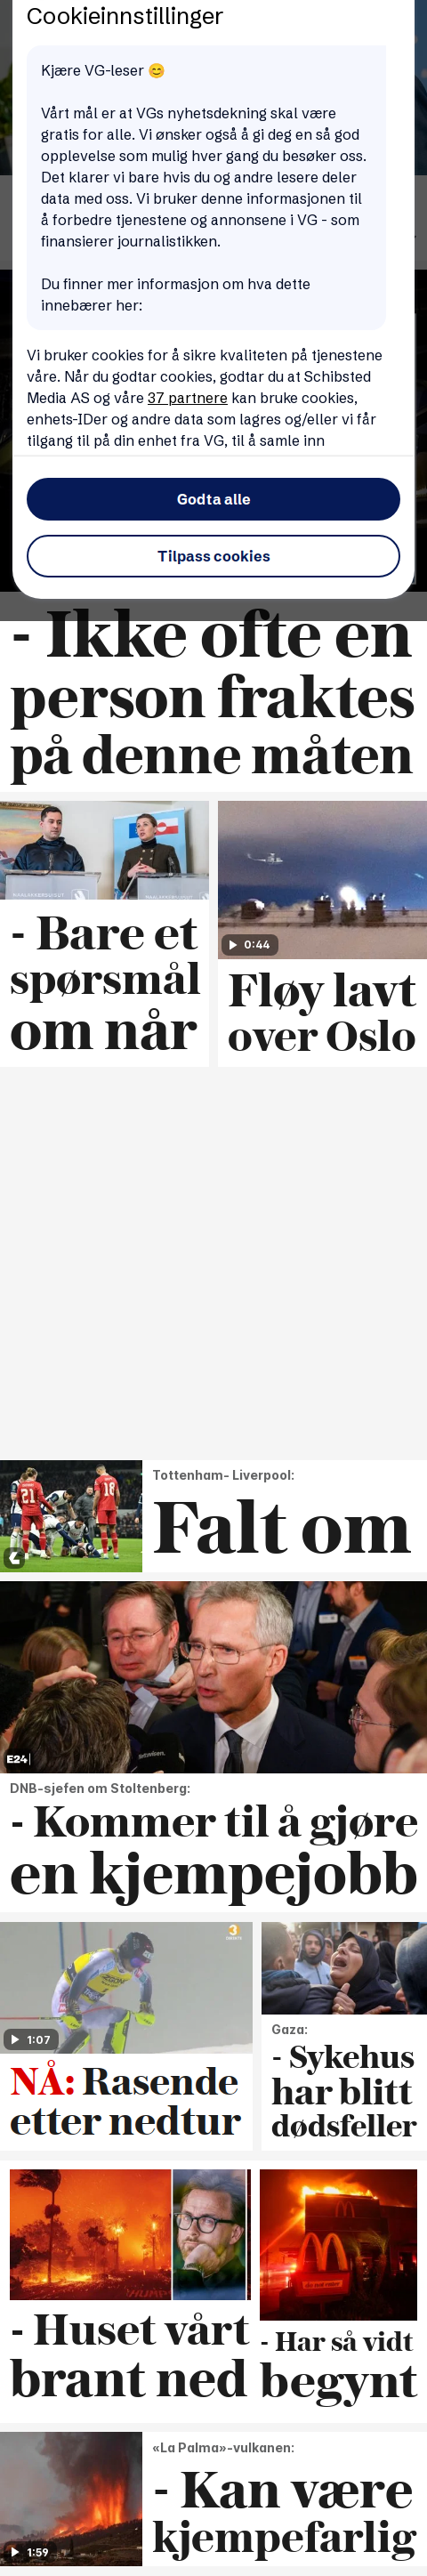 Cookieinnstillinger
Kjære VG-leser 😊
Vårt mål er at VGs nyhetsdekning skal være
gratis for alle. Vi ønsker også å gi deg en så god
opplevelse som mulig hver gang du besøker oss.
Det klarer vi bare hvis du og andre lesere deler
data med oss. Vi bruker denne informasjonen til
å forbedre tjenestene og annonsene i VG - som
finansierer journalistikken.
Du finner mer informasjon om hva dette
innebærer her:
Vi bruker cookies for å sikre kvaliteten på tjenestene
våre. Når du godtar cookies, godtar du at Schibsted
Media AS og våre 37 partnere kan bruke cookies,
enhets-IDer og andre data som lagres og/eller vi får
tilgang til på din enhet fra VG, til å samle inn
Godta alle
Tilpass cookies
- Ikke ofte en
person fraktes
på denne måten
- Bare et
spørsmål
om når
0:44
Fløy lavt
over Oslo
21
18
Tottenham- Liverpool:
Falt om
E24
DNB-sjefen om Stoltenberg:
- Kommer til å gjøre
en kjempejobb
1:07
NÅ: Rasende
etter nedtur
Gaza:
- Sykehus
har blitt
dødsfeller
- Huset vårt
brant ned
- Har så vidt
begynt
1:59
«La Palma»-vulkanen:
- Kan være
kjempefarlig